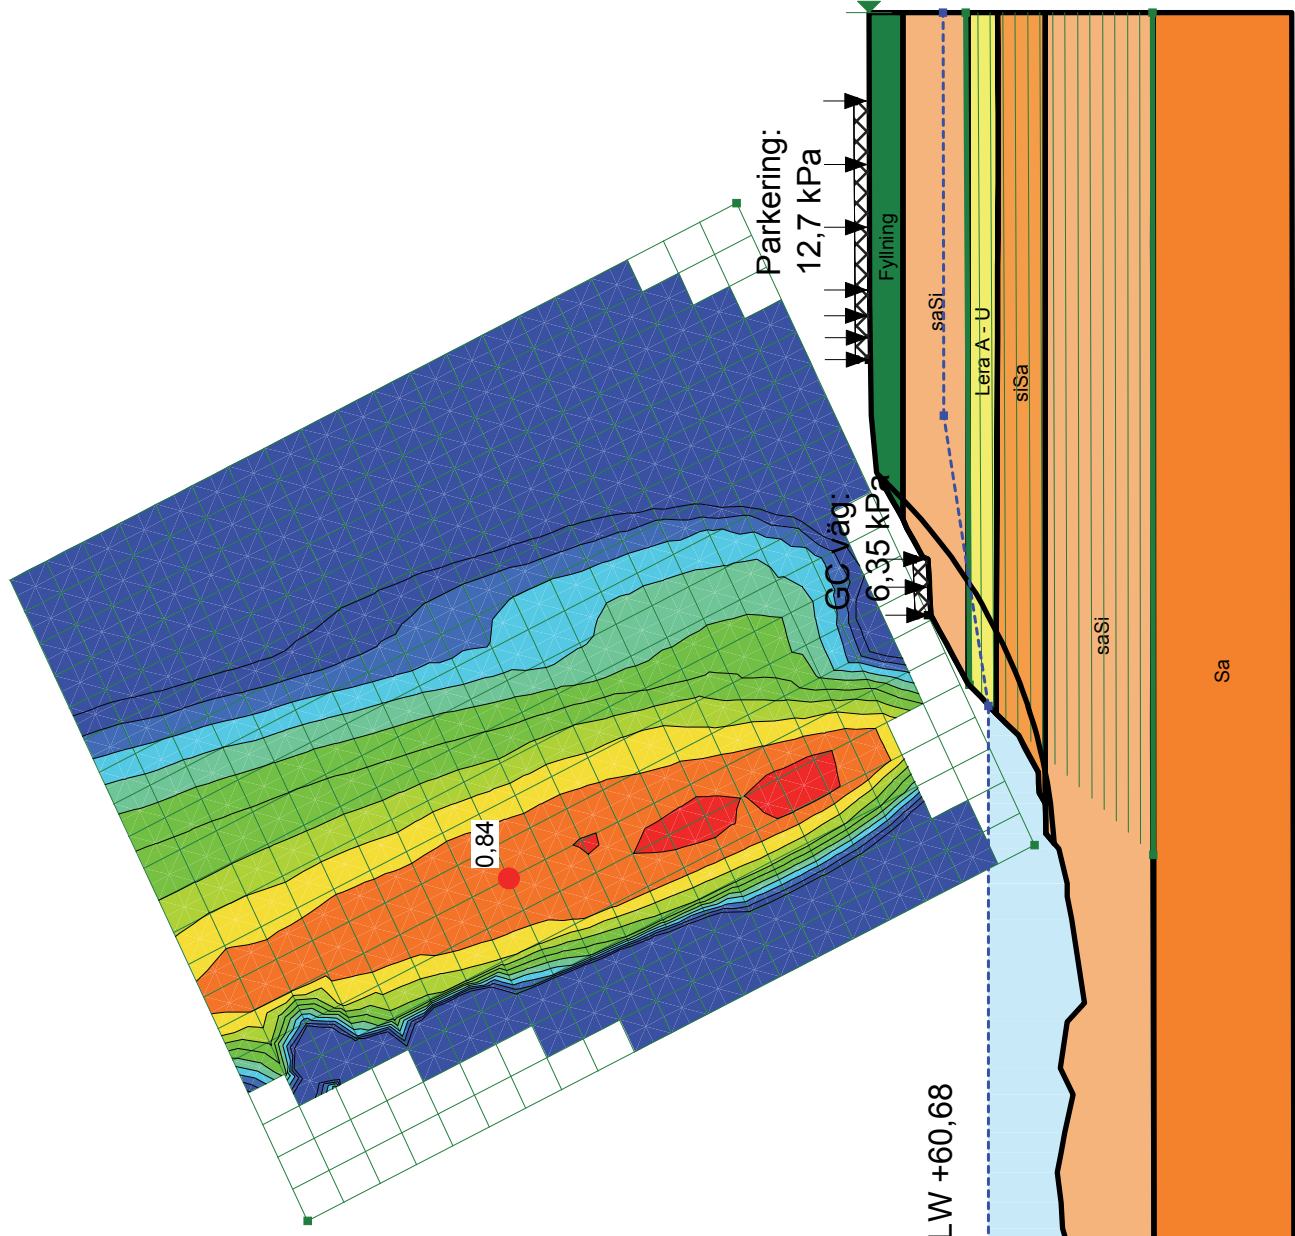 Parkering:
12,7 kPa
GC väg:
6,35 kPa
Fyllning
saSi
Lera A - U
siSa
saSi
Sa
0,84
LW +60,68